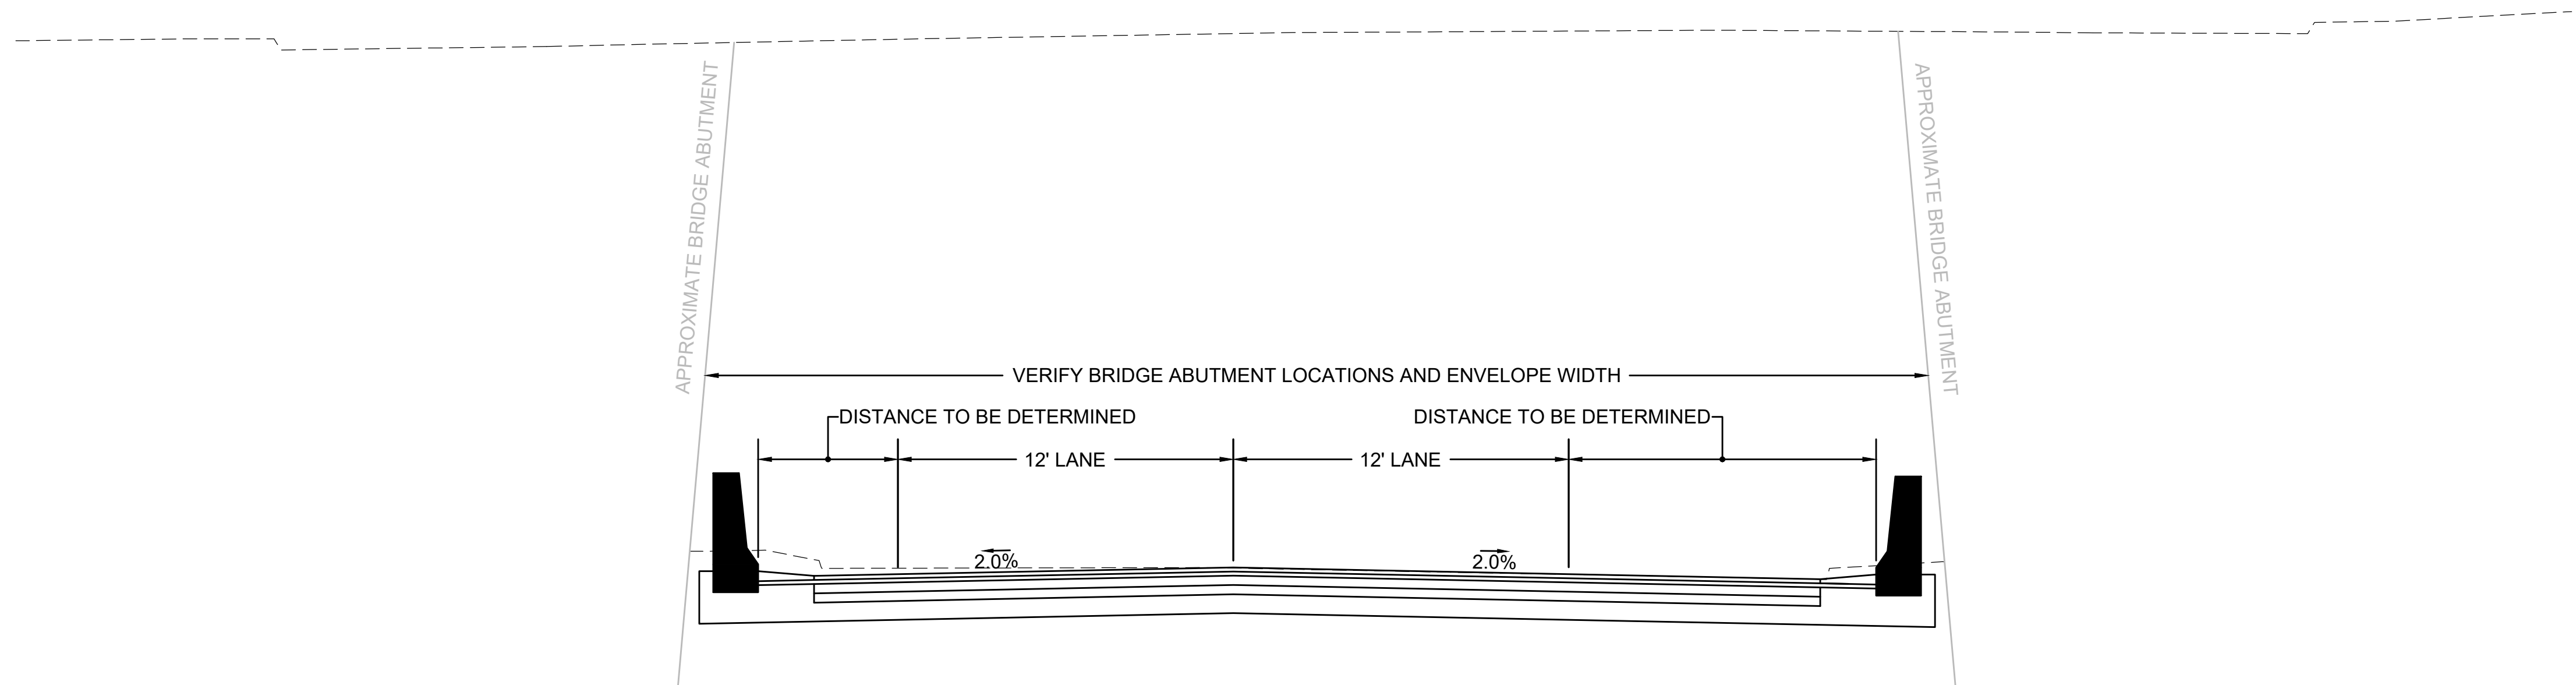 APPROXIMATE BRIDGE ABUTMENT
APPROXIMATE BRIDGE ABUTMENT
VERIFY BRIDGE ABUTMENT LOCATIONS AND ENVELOPE WIDTH
DISTANCE TO BE DETERMINED
DISTANCE TO BE DETERMINED
12' LANE
12' LANE
2.0%
2.0%